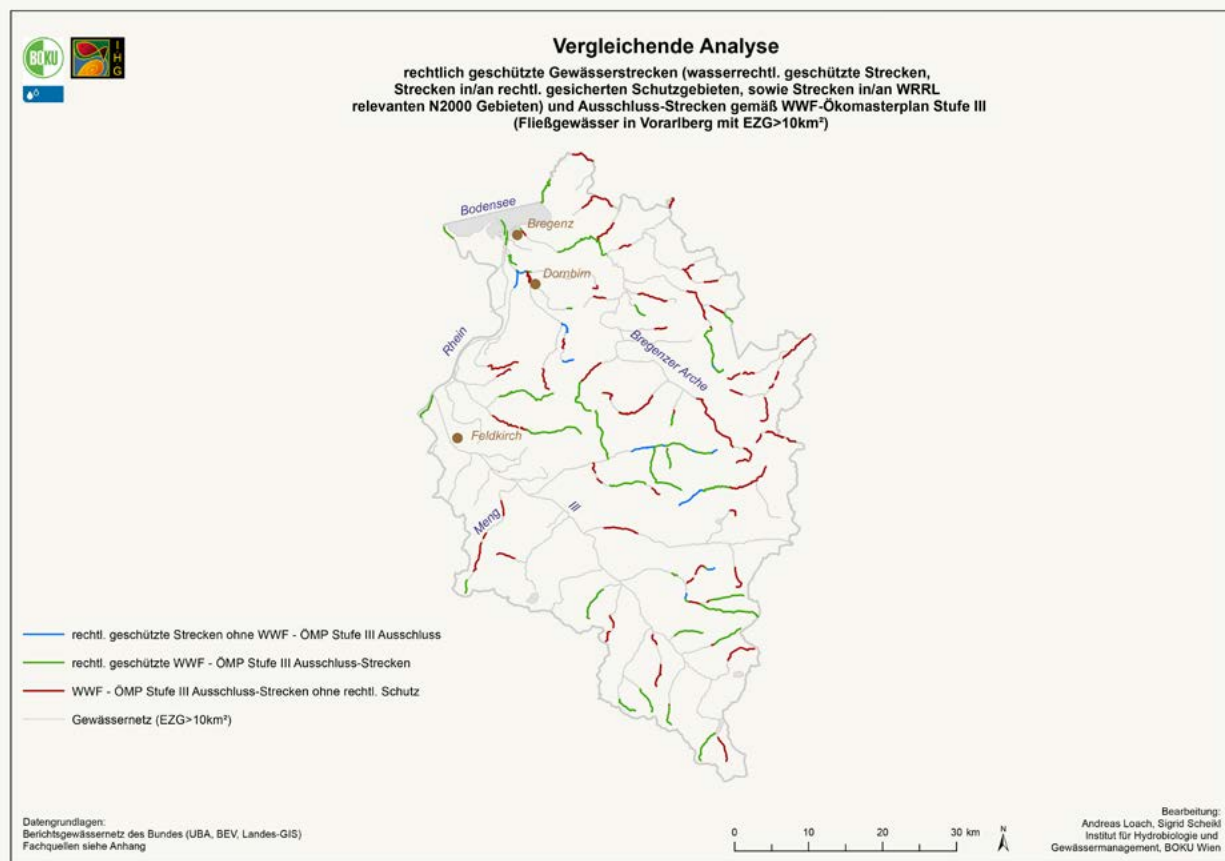 BOKU
IHG
Vergleichende Analyse
rechtlich geschützte Gewässerstrecken (wasserrechtl. geschützte Strecken,
Strecken in/an rechtl. gesicherten Schutzgebieten, sowie Strecken in/an WRRL
relevanten N2000 Gebieten) und Ausschluss-Strecken gemäß WWF-Ökomasterplan Stufe III
(Fließgewässer in Vorarlberg mit EZG>10km²)
Bodensee
Bregenz
Dornbirn
Rhein
Bregenzer Arche
Feldkirch
Meng
Ill
rechtl. geschützte Strecken ohne WWF - ÖMP Stufe III Ausschluss
rechtl. geschützte WWF - ÖMP Stufe III Ausschluss-Strecken
WWF - ÖMP Stufe III Ausschluss-Strecken ohne rechtl. Schutz
Gewässernetz (EZG>10km²)
Datengrundlagen:
Berichtsgewässernetz des Bundes (UBA, BEV, Landes-GIS)
Fachquellen siehe Anhang
0 10 20 30 km
N
Bearbeitung:
Andreas Loach, Sigrid Scheikl
Institut für Hydrobiologie und
Gewässermanagement, BOKU Wien